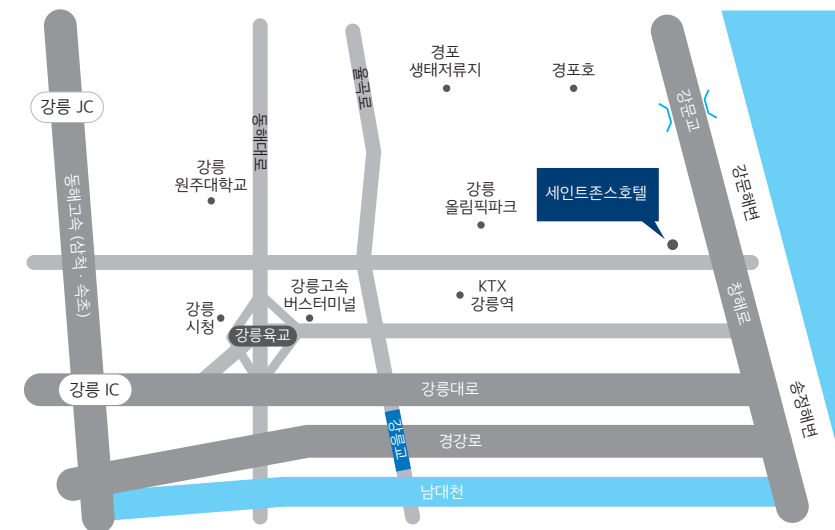 경포
생태저류지
경포호
강릉 JC
율곡로
강문교
동해대로
강릉
원주대학교
강릉
올림픽파크
세인트존스호텔
강문해변
동해고속 (삼척 · 속초)
강릉고속
버스터미널
KTX
강릉역
창해로
강릉
시청
강릉육교
강릉 IC
강릉대로
송정해변
강릉교
경강로
남대천